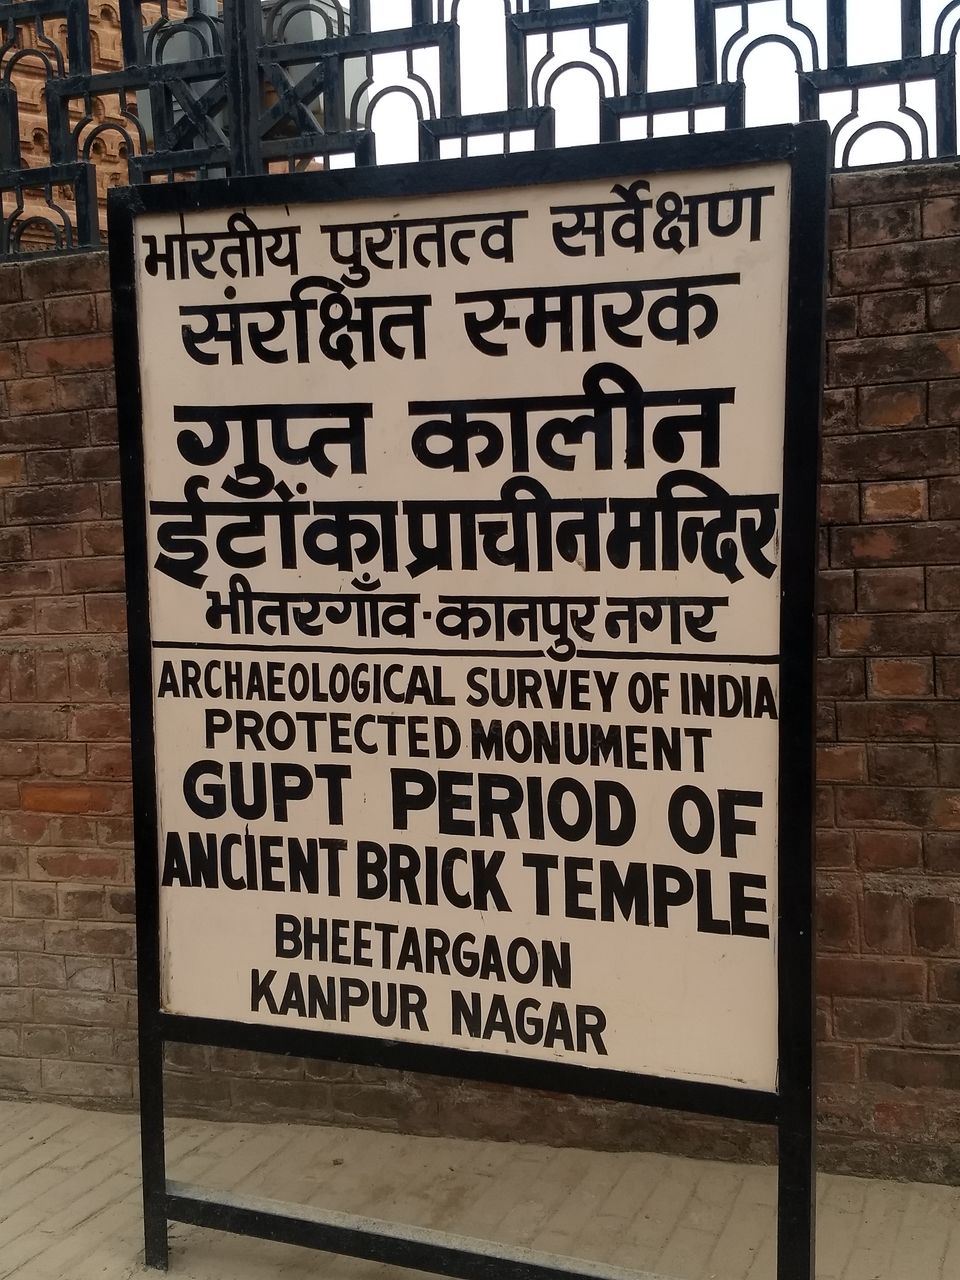 भारतीय पुरातत्व सर्वेक्षण
संरक्षित स्मारक
गुप्त कालीन
ईटों का प्राचीन मन्दिर
भीतरगाँव-कानपुर नगर
ARCHAEOLOGICAL SURVEY OF INDIA
PROTECTED MONUMENT
GUPT PERIOD OF
ANCIENT BRICK TEMPLE
BHEETARGAON
KANPUR NAGAR